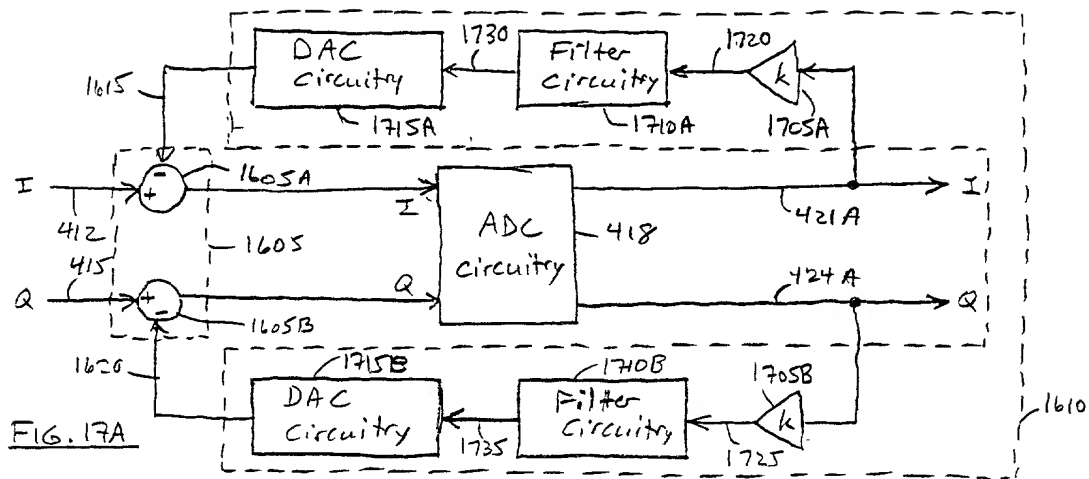 1730
1720
DAC
circuitry
Filter
circuitry
k
1615
1715A
1710A
1705A
I
+
-
1605A
I
I
412
1605
ADC
circuitry
418
421A
415
424A
Q
+
-
1605B
Q
Q
1620
1715B
1710B
1705B
DAC
circuitry
Filter
circuitry
k
1610
FIG. 17A
1735
1725